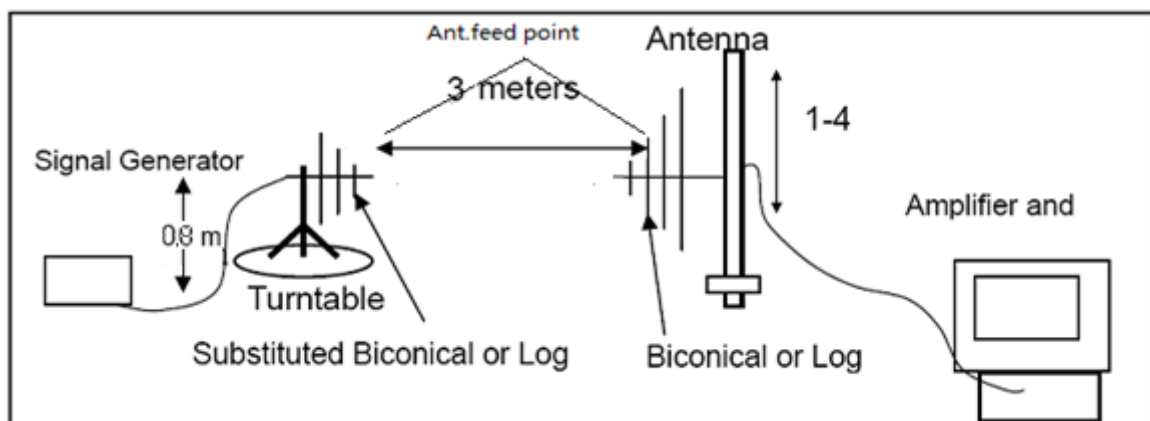 Ant.feed point
Antenna
3 meters
1-4
Signal Generator
0.8 m
Amplifier and
Turntable
Substituted Biconical or Log
Biconical or Log